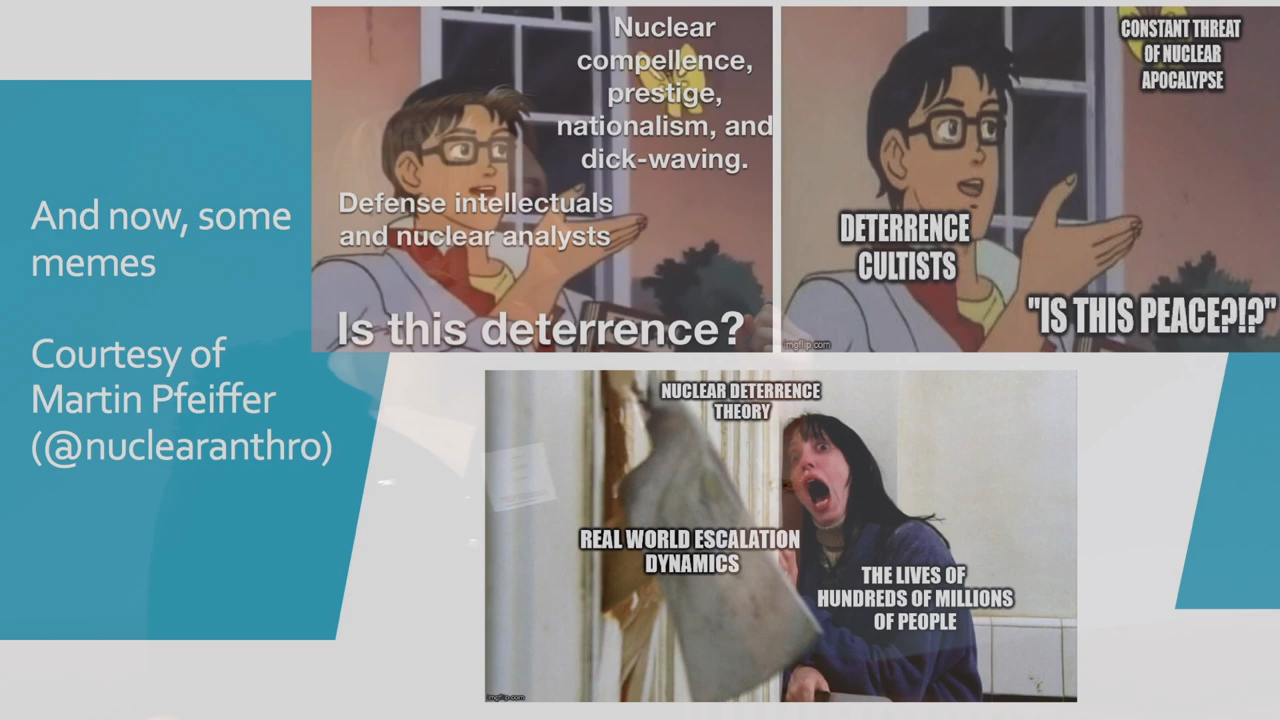 And now, some
memes
Courtesy of
Martin Pfeiffer
(@nuclearanthro)
Nuclear
compellence,
prestige,
nationalism, and
dick-waving.
Defense intellectuals
and nuclear analysts
Is this deterrence?
CONSTANT THREAT
OF NUCLEAR
APOCALYPSE
DETERRENCE
CULTISTS
"IS THIS PEACE?!?"
imgflip.com
NUCLEAR DETERRENCE
THEORY
REAL WORLD ESCALATION
DYNAMICS
THE LIVES OF
HUNDREDS OF MILLIONS
OF PEOPLE
imgflip.com